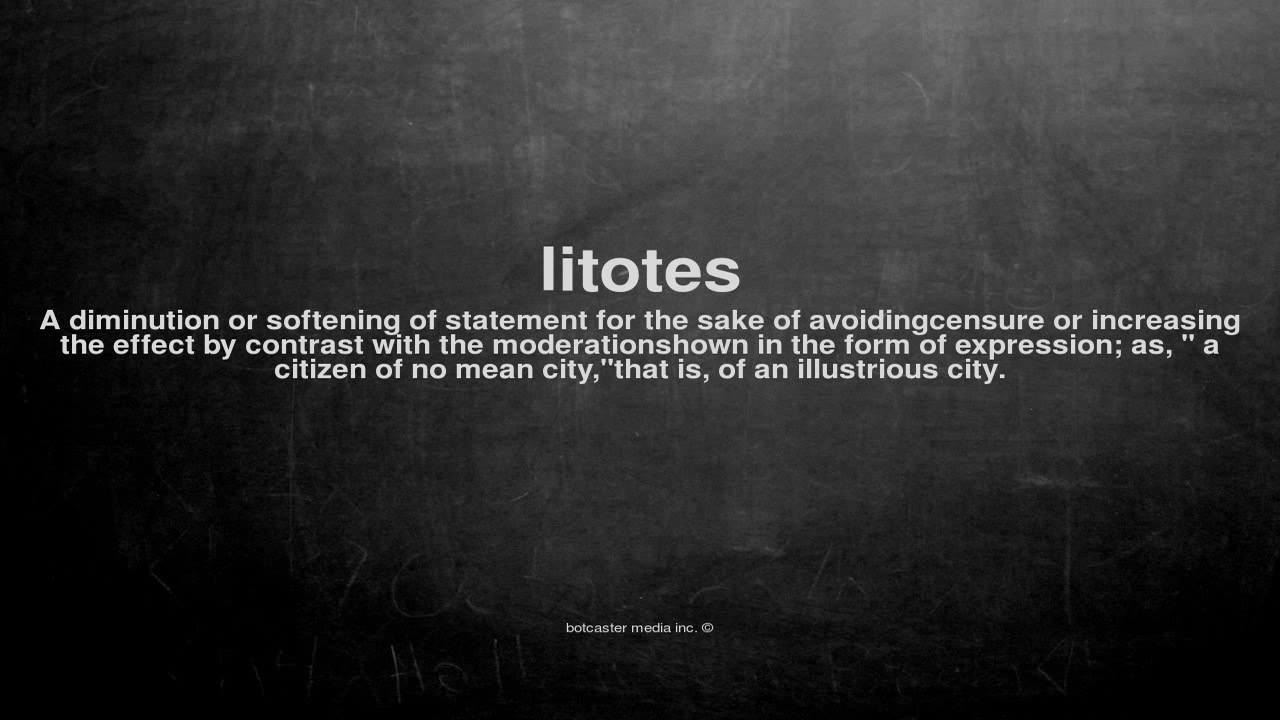 litotes
A diminution or softening of statement for the sake of avoidingcensure or increasing
the effect by contrast with the moderationshown in the form of expression; as, " a
citizen of no mean city,"that is, of an illustrious city.
botcaster media inc. ©